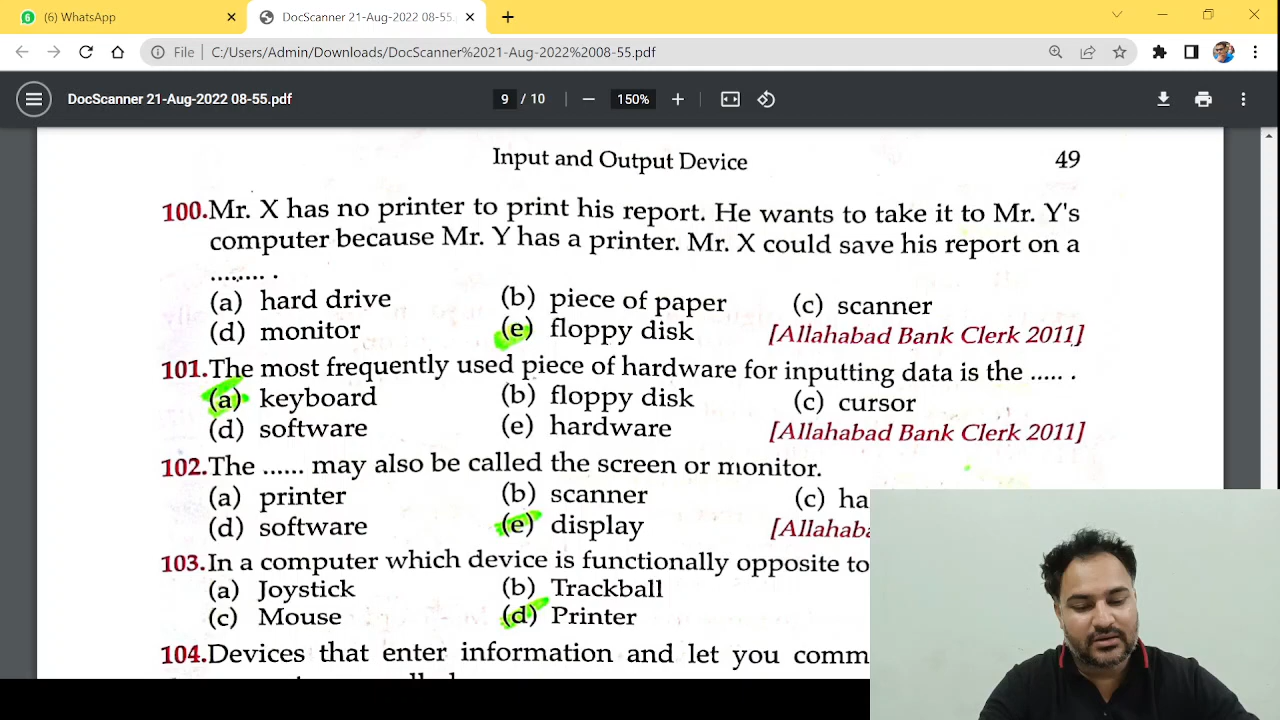 (6) WhatsApp
DocScanner 21-Aug-2022 08-55.
File C:/Users/Admin/Downloads/DocScanner%2021-Aug-2022%2008-55.pdf
DocScanner 21-Aug-2022 08-55.pdf 9 / 10 150%
Input and Output Device 49
100. Mr. X has no printer to print his report. He wants to take it to Mr. Y's
computer because Mr. Y has a printer. Mr. X could save his report on a
........ .
(a) hard drive (b) piece of paper (c) scanner
(d) monitor (e) floppy disk [Allahabad Bank Clerk 2011]
101. The most frequently used piece of hardware for inputting data is the ..... .
(a) keyboard (b) floppy disk (c) cursor
(d) software (e) hardware [Allahabad Bank Clerk 2011]
102. The ...... may also be called the screen or monitor.
(a) printer (b) scanner (c) ha
(d) software (e) display [Allahaba
103. In a computer which device is functionally opposite to
(a) Joystick (b) Trackball
(c) Mouse (d) Printer
104. Devices that enter information and let you comm